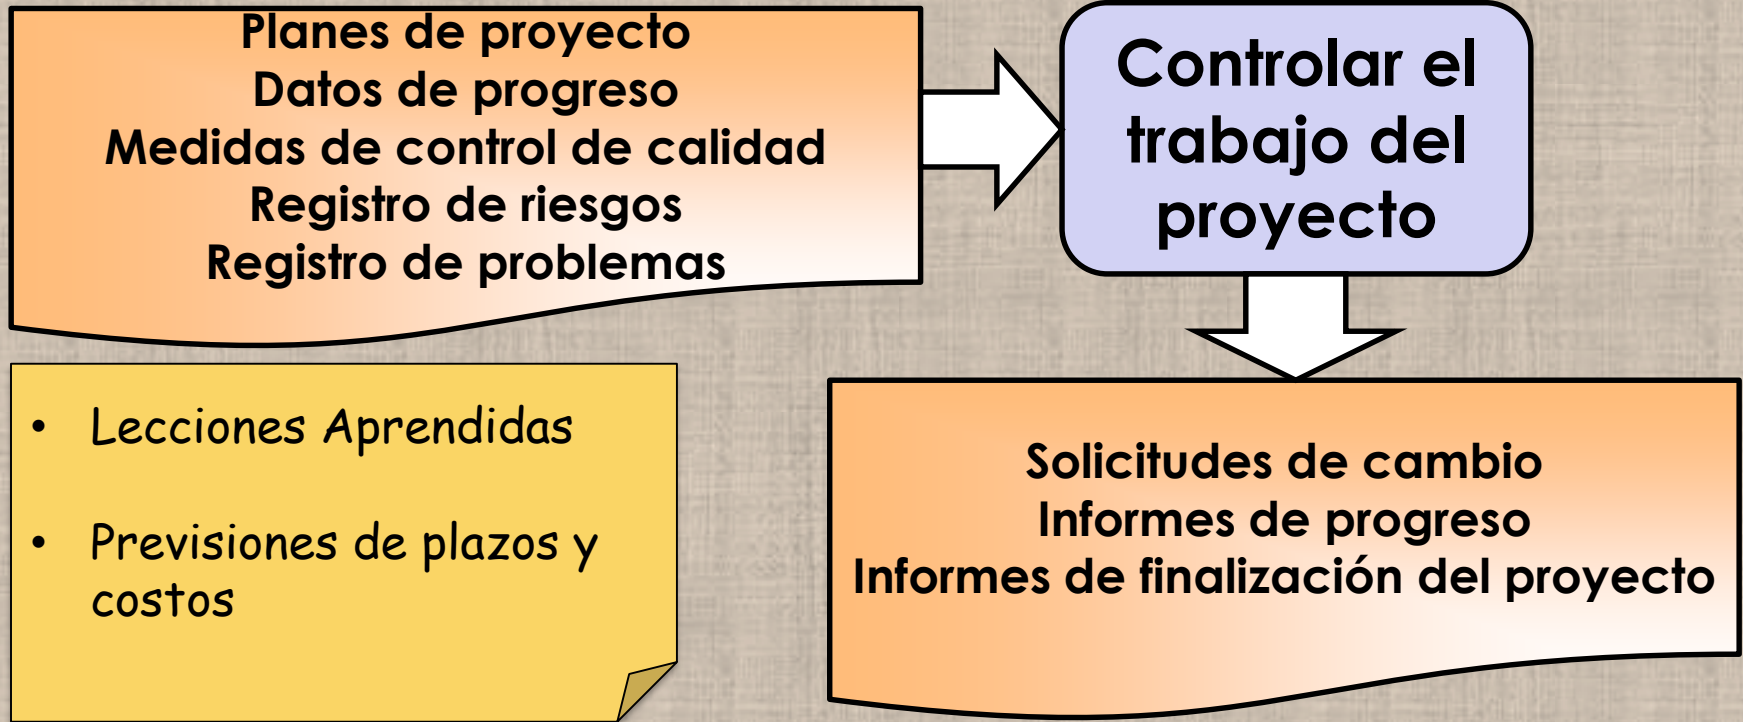 Planes de proyecto
Datos de progreso
Medidas de control de calidad
Registro de riesgos
Registro de problemas
Controlar el
trabajo del
proyecto
• Lecciones Aprendidas
• Previsiones de plazos y
costos
Solicitudes de cambio
Informes de progreso
Informes de finalización del proyecto